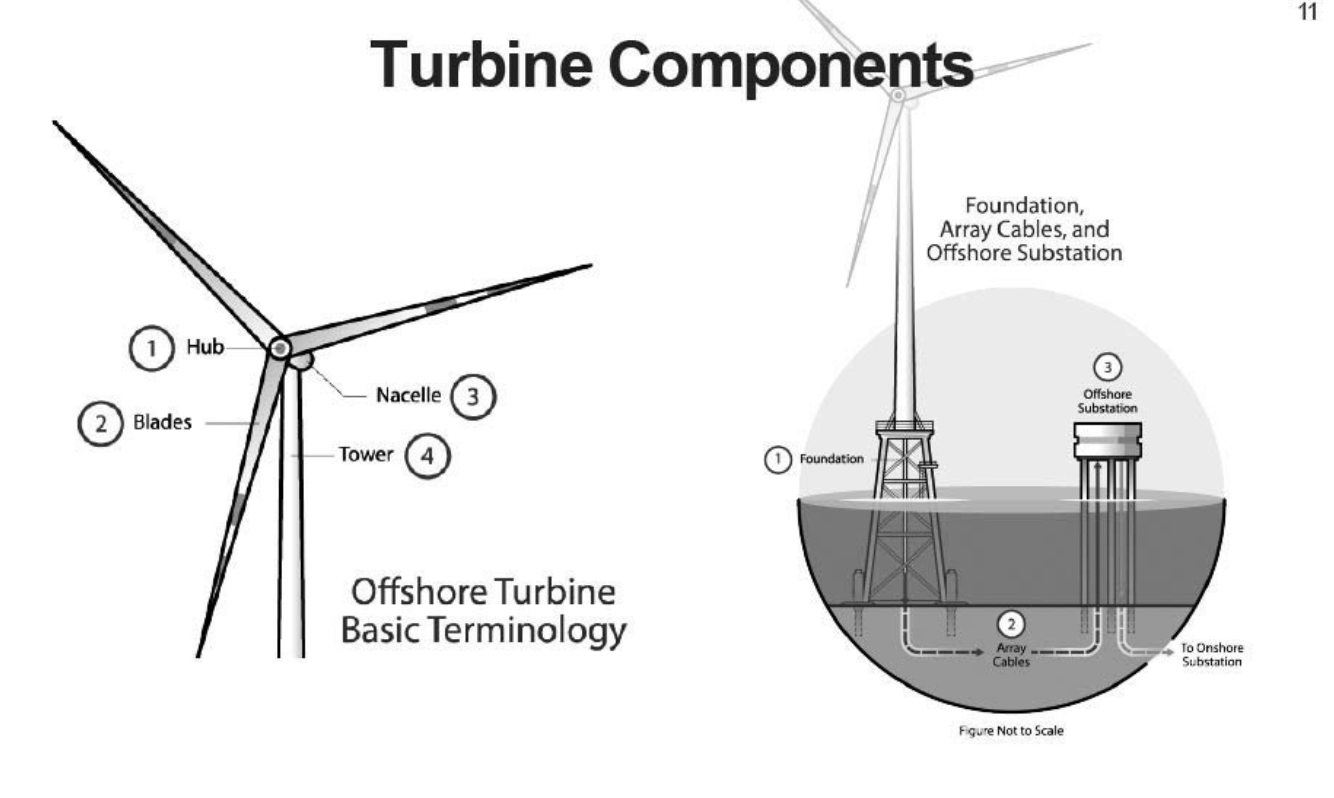 11
Turbine Components
1 Hub
2 Blades
Nacelle 3
Tower 4
Offshore Turbine
Basic Terminology
Foundation,
Array Cables, and
Offshore Substation
3
Offshore
Substation
1 Foundation
2
Array
Cables
To Onshore
Substation
Figure Not to Scale